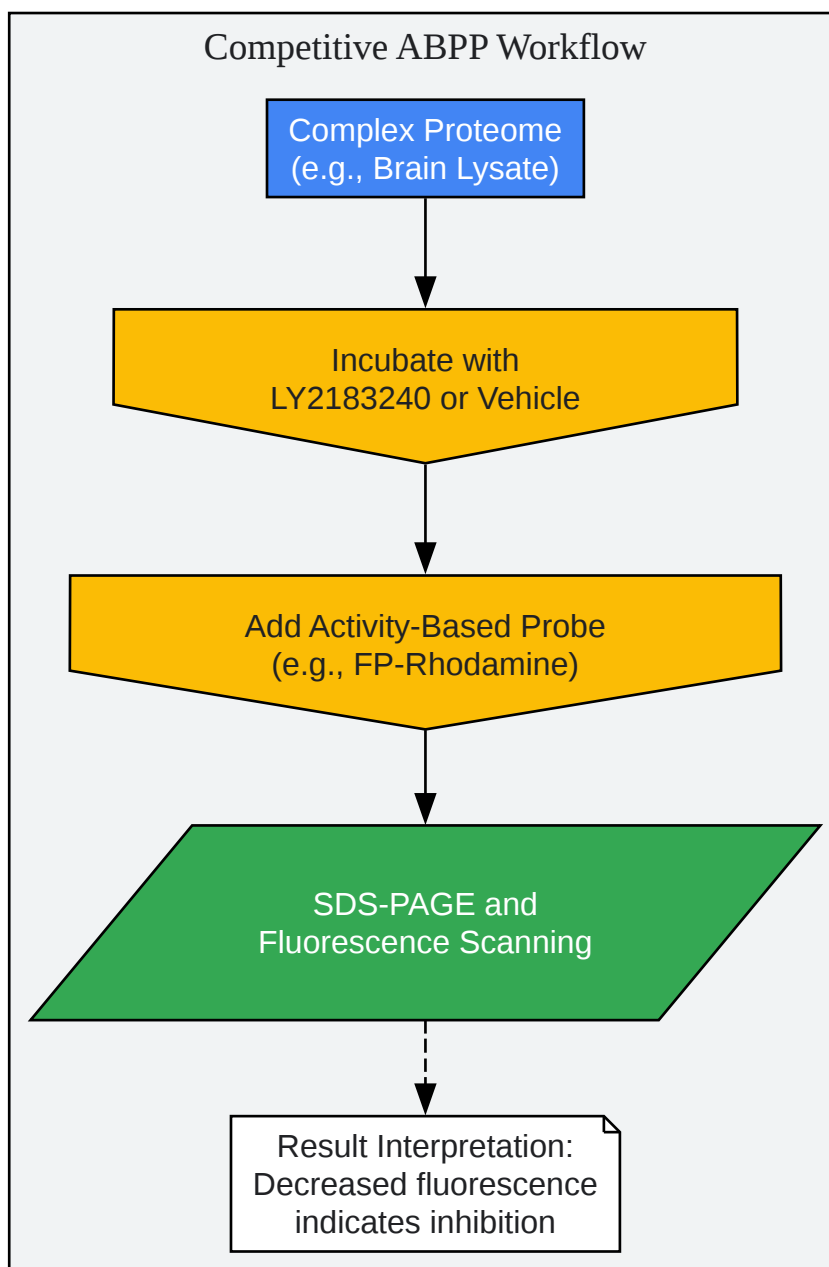 Competitive ABPP Workflow
Complex Proteome
(e.g., Brain Lysate)
Incubate with
LY2183240 or Vehicle
Add Activity-Based Probe
(e.g., FP-Rhodamine)
SDS-PAGE and
Fluorescence Scanning
Result Interpretation:
Decreased fluorescence
indicates inhibition